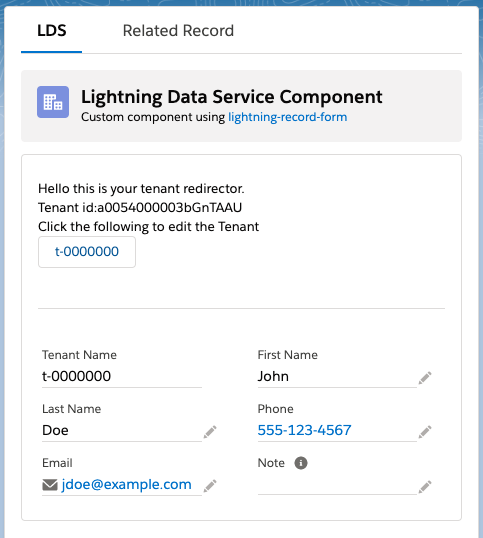 LDS Related Record
Lightning Data Service Component
Custom component using lightning-record-form
Hello this is your tenant redirector.
Tenant id:a0054000003bGnTAAU
Click the following to edit the Tenant
t-0000000
Tenant Name First Name
t-0000000 John
Last Name Phone
Doe 555-123-4567
Email Note
jdoe@example.com